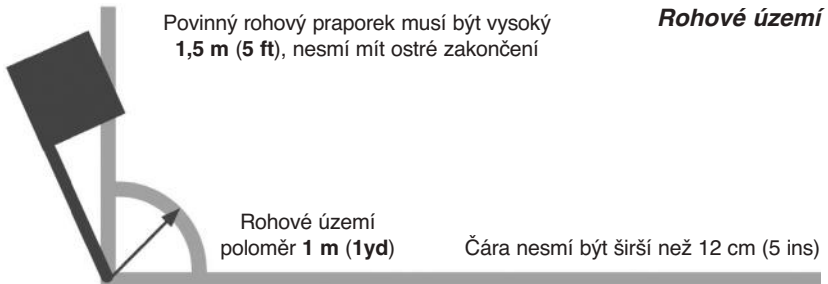 Rohové území
Povinný rohový praporek musí být vysoký
1,5 m (5 ft), nesmí mít ostré zakončení
Rohové území
poloměr 1 m (1yd)
Čára nesmí být širší než 12 cm (5 ins)